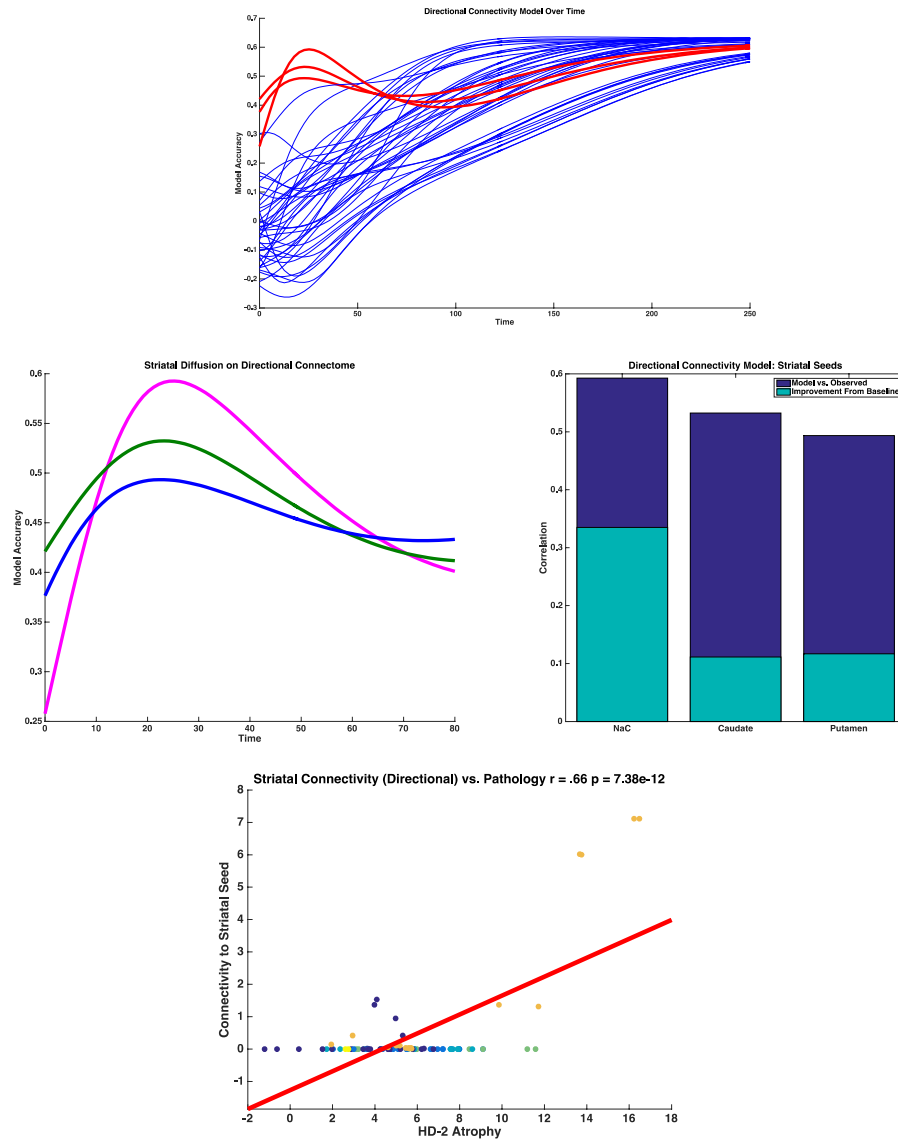 Directional Connectivity Model Over Time
0.7
0.6
0.5
0.4
0.3
0.2
0.1
0
-0.1
-0.2
-0.3
Model Accuracy
0 50 100 150 200 250
Time
Striatal Diffusion on Directional Connectome
0.6
0.55
0.5
0.45
0.4
0.35
0.3
0.25
Model Accuracy
0 10 20 30 40 50 60 70 80
Time
Directional Connectivity Model: Striatal Seeds
0.6
0.5
0.4
0.3
0.2
0.1
0
Correlation
Model vs. Observed
Improvement From Baseline
NaC Caudate Putamen
Striatal Connectivity (Directional) vs. Pathology r = .66 p = 7.38e-12
8
7
6
5
4
3
2
1
0
-1
Connectivity to Striatal Seed
-2 0 2 4 6 8 10 12 14 16 18
HD-2 Atrophy